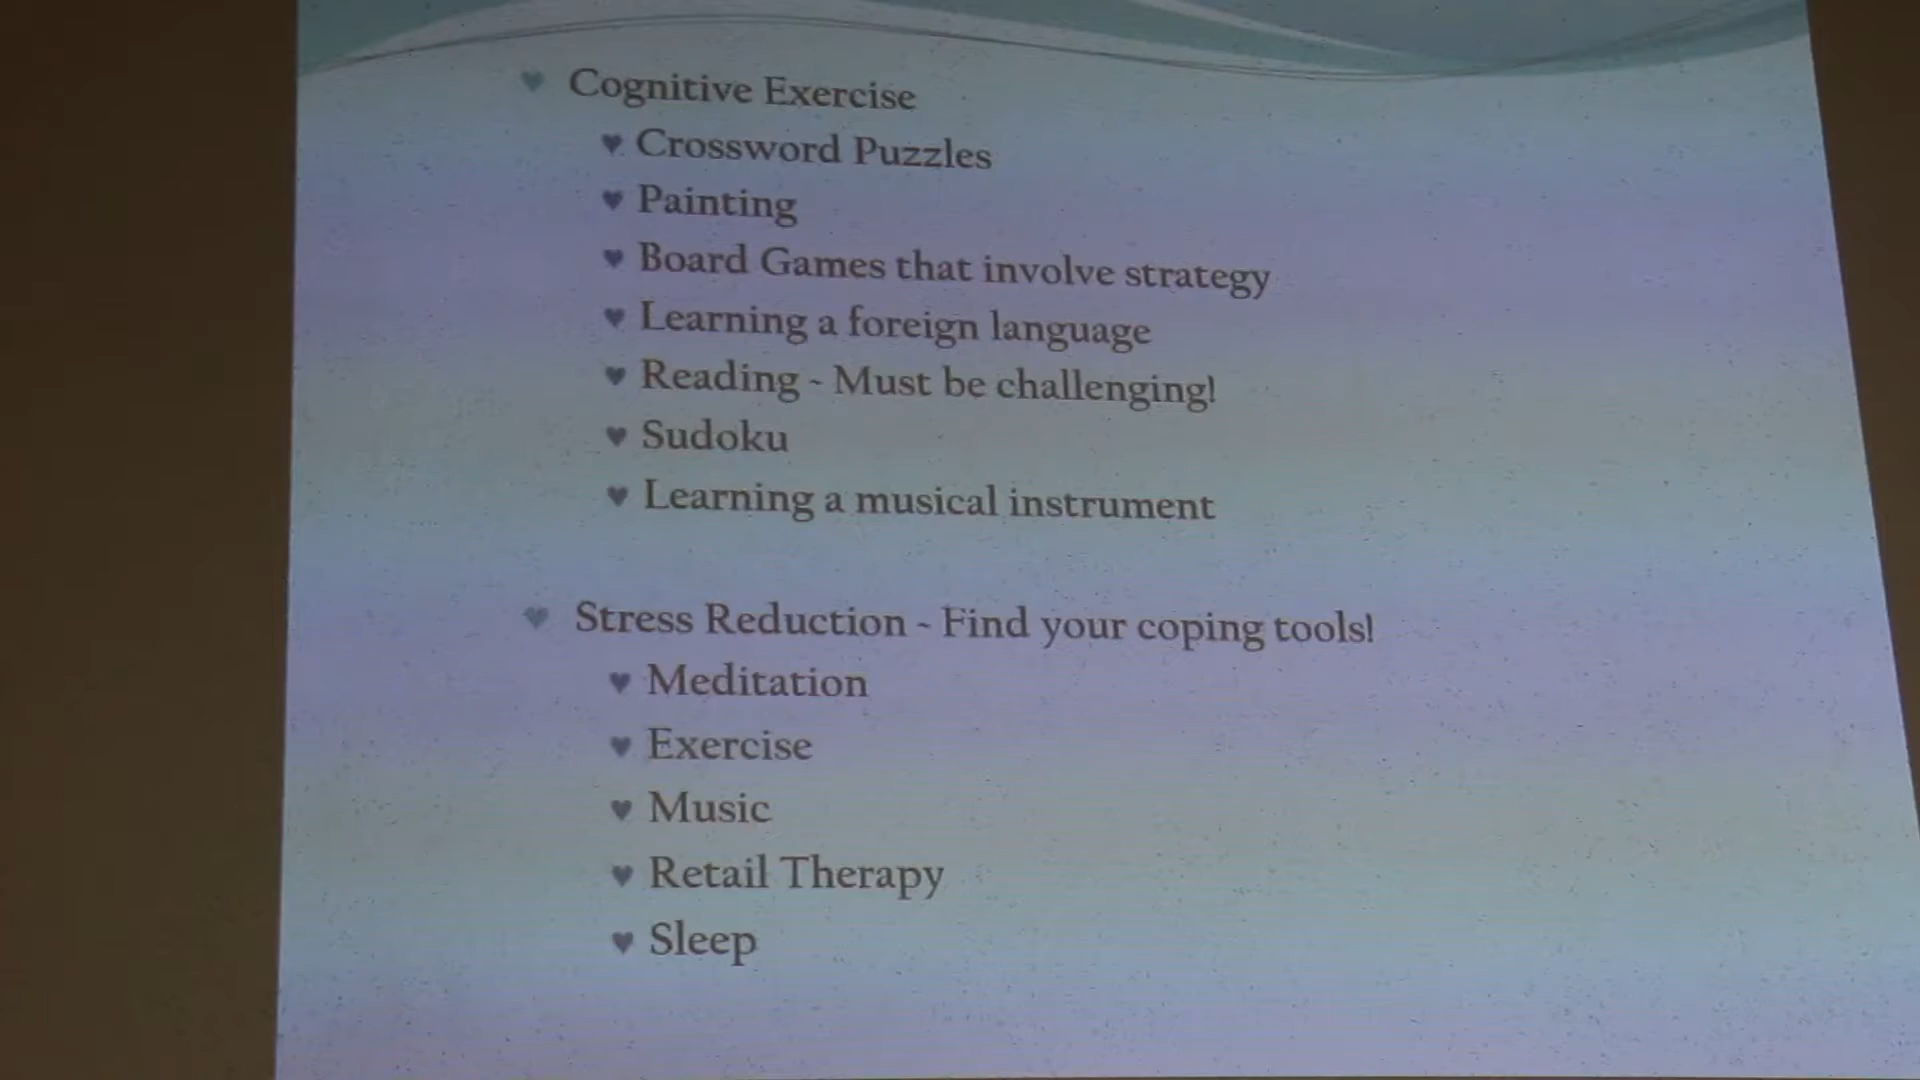 Cognitive Exercise
Crossword Puzzles
Painting
Board Games that involve strategy
Learning a foreign language
Reading - Must be challenging!
Sudoku
Learning a musical instrument
Stress Reduction - Find your coping tools!
Meditation
Exercise
Music
Retail Therapy
Sleep